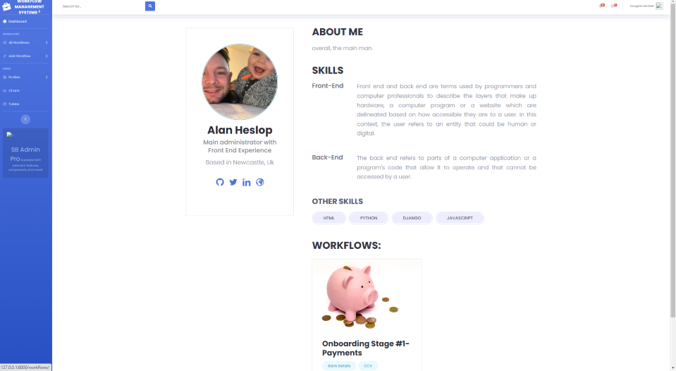 WORKFLOW
MANAGEMENT
SYSTEMS
Search for...
Dashboard
All Workflows
Add Workflow
Profiles
Charts
Tables
SB Admin
Pro
ABOUT ME
overall, the main man.
SKILLS
Front-End
Front end and back end are terms used by programmers and
computer professionals to describe the layers that make up
hardware, a computer program or a website which are
delineated based on how accessible they are to a user. In this
context, the user refers to an entity that could be human or
digital.
Back-End
The back end refers to parts of a computer application or a
program's code that allow it to operate and that cannot be
accessed by a user.
Alan Heslop
Main administrator with
Front End Experience
Based in Newcastle, Uk
OTHER SKILLS
HTML
PYTHON
DJANGO
JAVASCRIPT
WORKFLOWS:
Onboarding Stage #1-
Payments
127.0.0.1:8000/workflows/